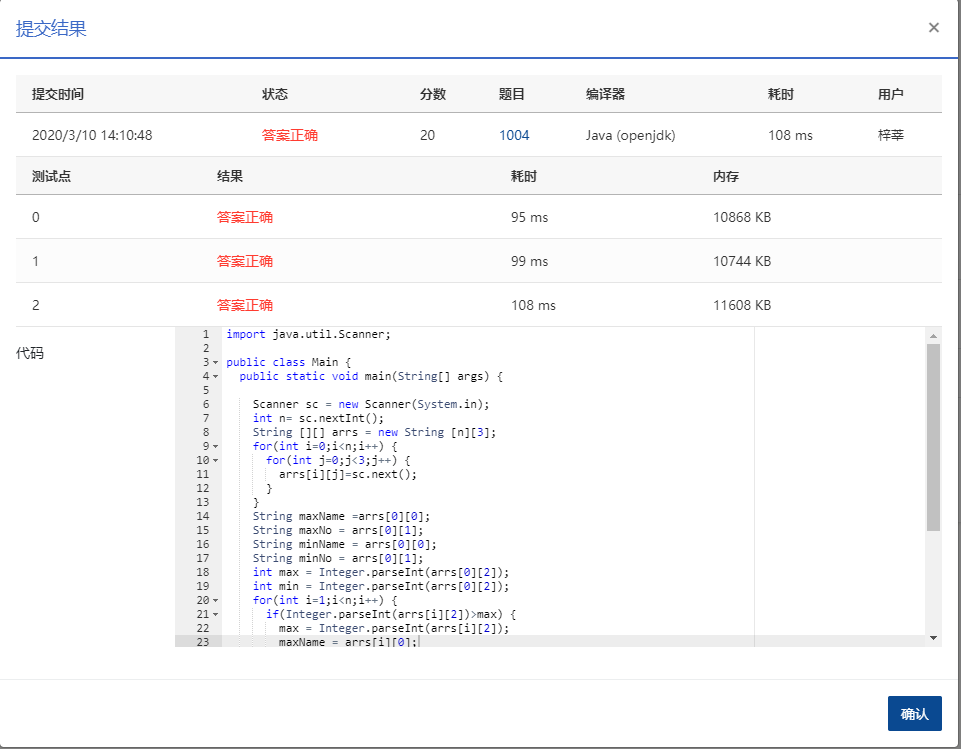 提交结果
×
提交时间 状态 分数 题目 编译器 耗时 用户
2020/3/10 14:10:48 答案正确 20 1004 Java (openjdk) 108 ms 梓莘
测试点 结果 耗时 内存
0 答案正确 95 ms 10868 KB
1 答案正确 99 ms 10744 KB
2 答案正确 108 ms 11608 KB
代码
1 import java.util.Scanner;
2
3 public class Main {
4 public static void main(String[] args) {
5
6 Scanner sc = new Scanner(System.in);
7 int n= sc.nextInt();
8 String [][] arrs = new String [n][3];
9 for(int i=0;i<n;i++) {
10 for(int j=0;j<3;j++) {
11 arrs[i][j]=sc.next();
12 }
13 }
14 String maxName =arrs[0][0];
15 String maxNo = arrs[0][1];
16 String minName = arrs[0][0];
17 String minNo = arrs[0][1];
18 int max = Integer.parseInt(arrs[0][2]);
19 int min = Integer.parseInt(arrs[0][2]);
20 for(int i=1;i<n;i++) {
21 if(Integer.parseInt(arrs[i][2])>max) {
22 max = Integer.parseInt(arrs[i][2]);
23 maxName = arrs[i][0];
确认